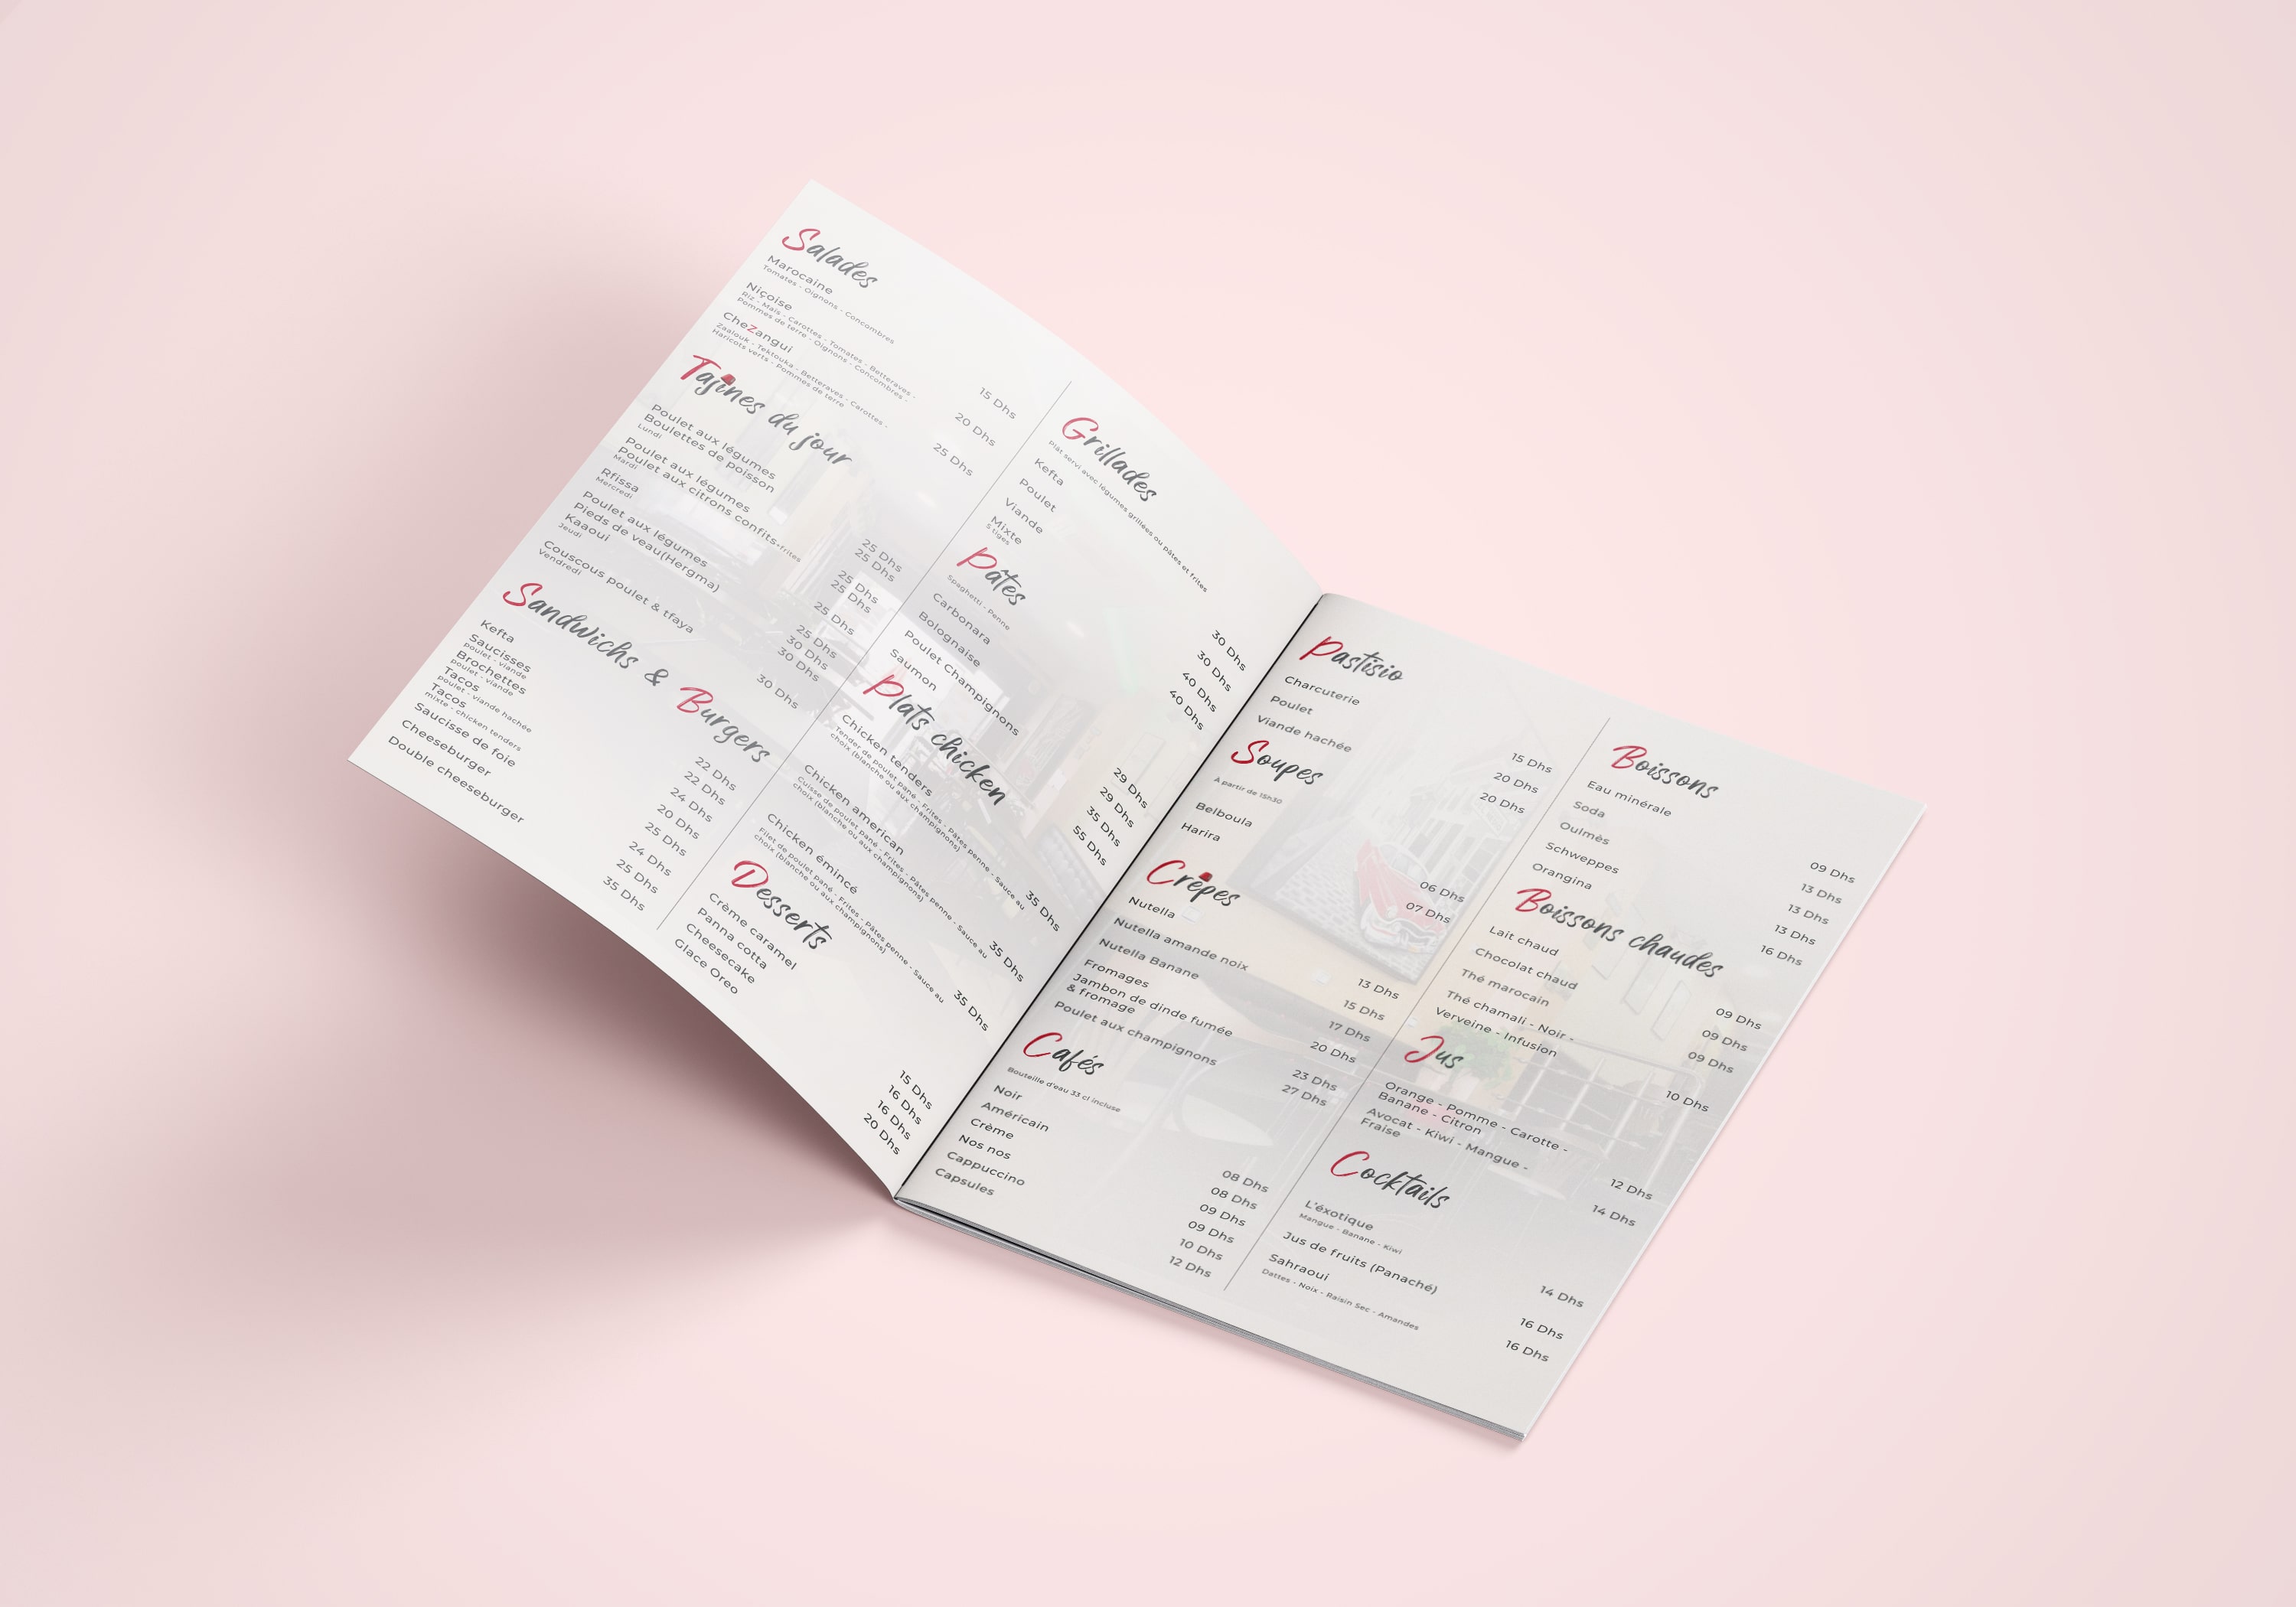 Salades
Marocaine 15 Dhs
Tomates - Oignons - Concombres
Niçoise 20 Dhs
Riz - Maïs - Carottes - Tomates - Betteraves -
Pommes de terre - Oignons - Concombres -
CheZangui 25 Dhs
Zaalouk - Tektouka - Betteraves - Carottes -
Haricots verts - Pommes de terre
Tajines du jour
Poulet aux légumes 25 Dhs
Boulettes de poisson 25 Dhs
Lundi
Poulet aux légumes 25 Dhs
Poulet aux citrons confits+frites 25 Dhs
Mardi
Rfissa 25 Dhs
Mercredi
Poulet aux légumes 25 Dhs
Pieds de veau(Hergma) 30 Dhs
Kaaoui 30 Dhs
Jeudi
Couscous poulet & tfaya 30 Dhs
Vendredi
Sandwichs & Burgers
Kefta 22 Dhs
Saucisses 22 Dhs
poulet - viande
Brochettes 24 Dhs
poulet - viande
Tacos 20 Dhs
poulet - viande hachée
Tacos 25 Dhs
mixte - chicken tenders
Saucisse de foie 24 Dhs
Cheeseburger 25 Dhs
Double cheeseburger 35 Dhs
Grillades
Plat servi avec légumes grillées ou pâtes et frites
Kefta 30 Dhs
Poulet 30 Dhs
Viande 40 Dhs
Mixte 40 Dhs
5 tiges
Pâtes
Spaghetti - Penne
Carbonara 29 Dhs
Bolognaise 29 Dhs
Poulet Champignons 35 Dhs
Saumon 55 Dhs
Plats chicken
Chicken tenders 35 Dhs
Tender de poulet pané - Frites - Pâtes penne - Sauce au
choix (blanche ou aux champignons)
Chicken american 35 Dhs
Cuisse de poulet pané - Frites - Pâtes penne - Sauce au
choix (blanche ou aux champignons)
Chicken émincé 35 Dhs
Filet de poulet pané - Frites - Pâtes penne - Sauce au
choix (blanche ou aux champignons)
Desserts
Crème caramel 15 Dhs
Panna cotta 16 Dhs
Cheesecake 16 Dhs
Glace Oreo 20 Dhs
Pastisio
Charcuterie 15 Dhs
Poulet 20 Dhs
Viande hachée 20 Dhs
Soupes
A partir de 15h30
Belboula 06 Dhs
Harira 07 Dhs
Crêpes
Nutella 13 Dhs
Nutella amande noix 15 Dhs
Nutella Banane 17 Dhs
Fromages 20 Dhs
Jambon de dinde fumée 23 Dhs
& fromage
Poulet aux champignons 27 Dhs
Cafés
Bouteille d'eau 33 cl incluse
Noir 08 Dhs
Américain 08 Dhs
Crème 09 Dhs
Nos nos 09 Dhs
Cappuccino 10 Dhs
Capsules 12 Dhs
Boissons
Eau minérale 09 Dhs
Soda 13 Dhs
Oulmès 13 Dhs
Schweppes 13 Dhs
Orangina 16 Dhs
Boissons chaudes
Lait chaud 09 Dhs
Chocolat chaud 09 Dhs
Thé marocain 09 Dhs
Thé chamali - Noir - 10 Dhs
Verveine - Infusion
Jus
Orange - Pomme - Carotte - 12 Dhs
Banane - Citron
Avocat - Kiwi - Mangue - 14 Dhs
Fraise
Cocktails
L'éxotique 14 Dhs
Mangue - Banane - Kiwi
Jus de fruits (Panaché) 16 Dhs
Sahraoui 16 Dhs
Dattes - Noix - Raisin Sec - Amandes